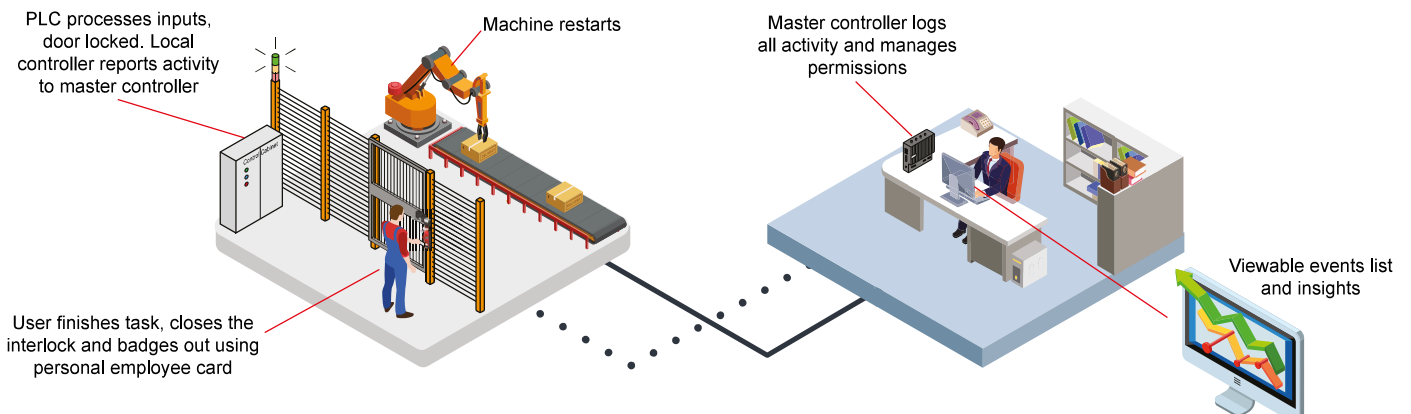 PLC processes inputs,
door locked. Local
controller reports activity
to master controller
Machine restarts
Master controller logs
all activity and manages
permissions
Control Cabinet
Viewable events list
and insights
User finishes task, closes the
interlock and badges out using
personal employee card